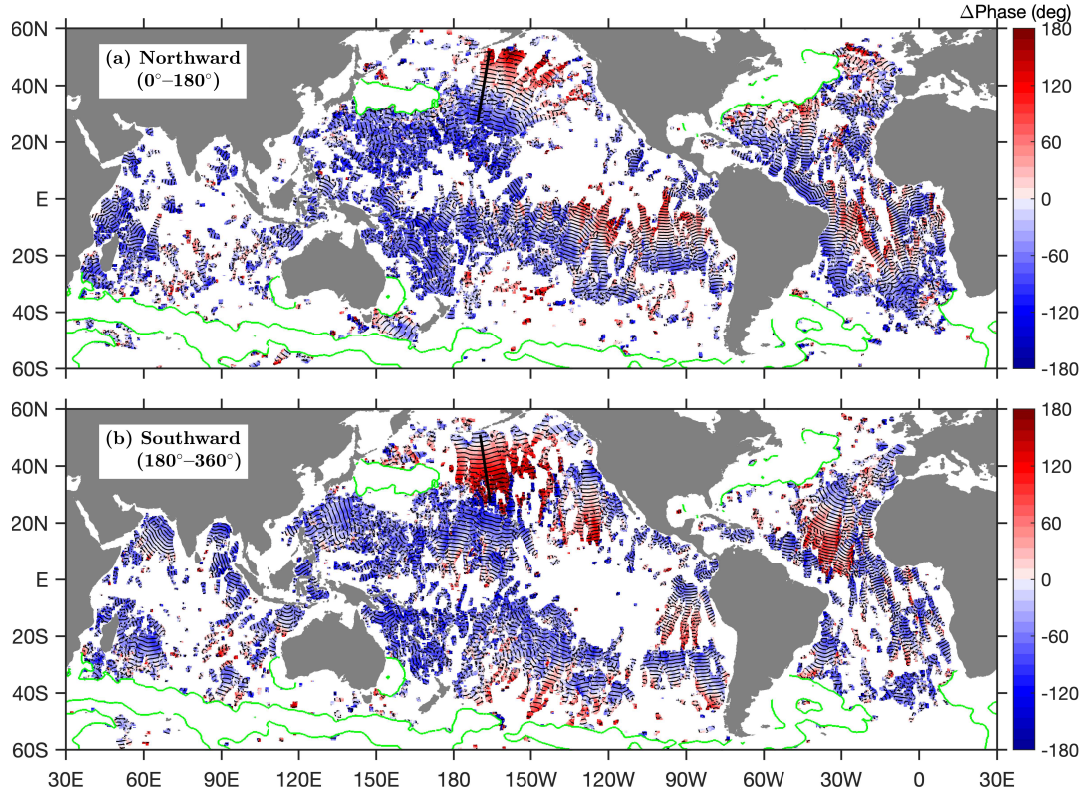 ΔPhase (deg)
60N
40N
20N
E
20S
40S
60S
(a) Northward
(0°–180°)
180
120
60
0
-60
-120
-180
60N
40N
20N
E
20S
40S
60S
(b) Southward
(180°–360°)
180
120
60
0
-60
-120
-180
30E 60E 90E 120E 150E 180 150W 120W 90W 60W 30W 0 30E